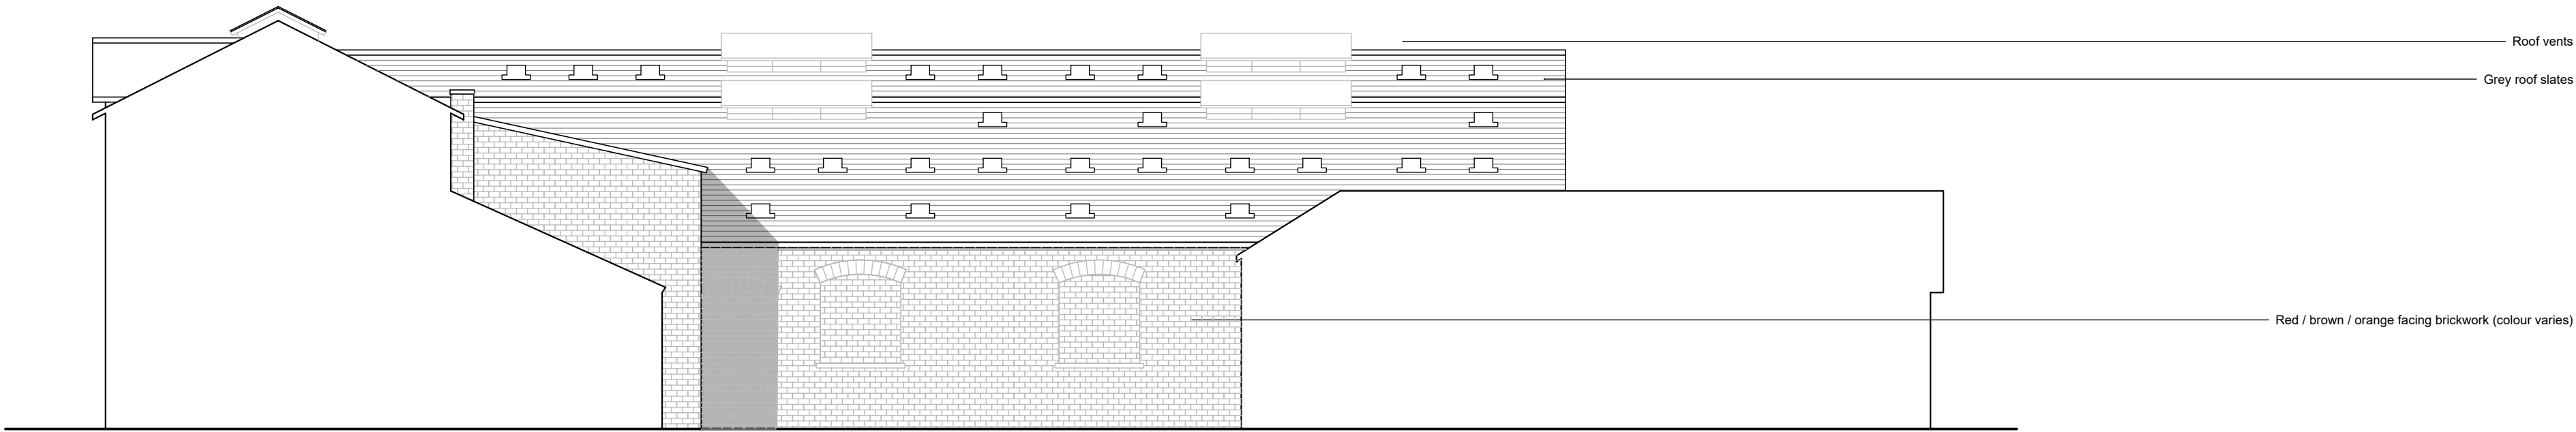 Roof vents
Grey roof slates
Red / brown / orange facing brickwork (colour varies)